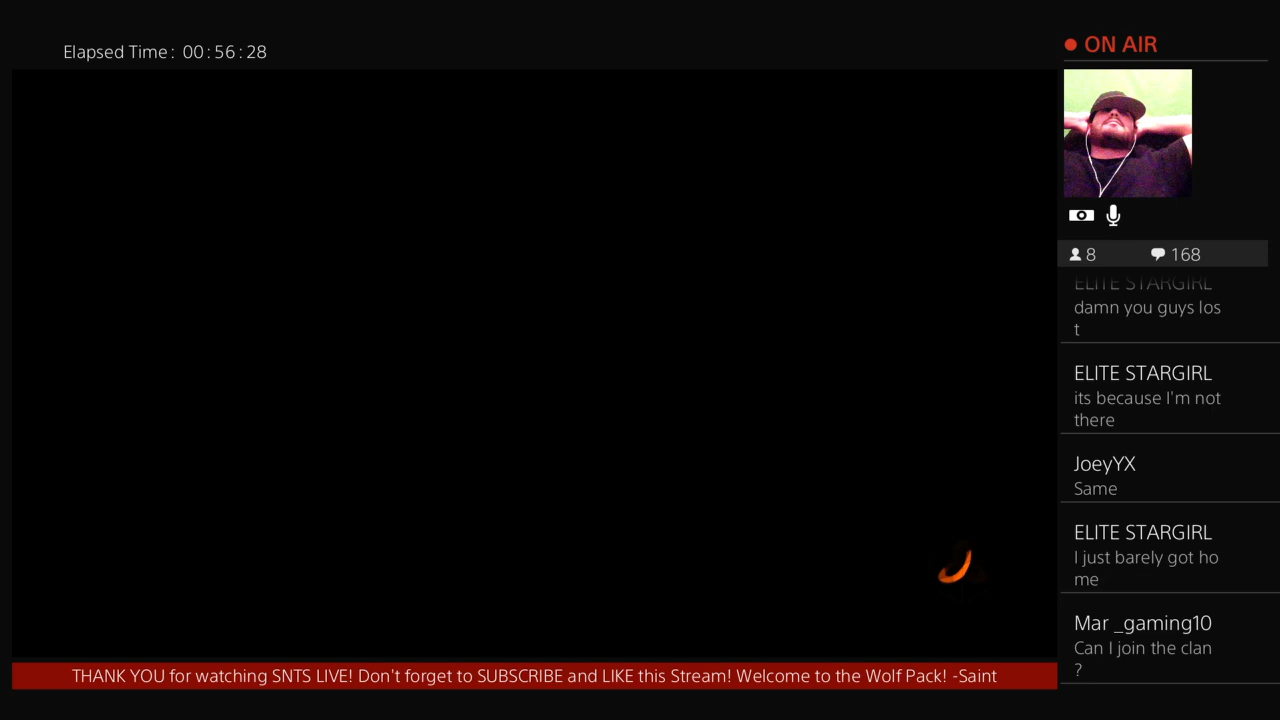 Elapsed Time: 00:56:28
ON AIR
8 168
ELITE STARGIRL
damn you guys los
t
ELITE STARGIRL
its because I'm not
there
JoeyYX
Same
ELITE STARGIRL
I just barely got ho
me
Mar _gaming10
Can I join the clan
?
THANK YOU for watching SNTS LIVE! Don't forget to SUBSCRIBE and LIKE this Stream! Welcome to the Wolf Pack! -Saint